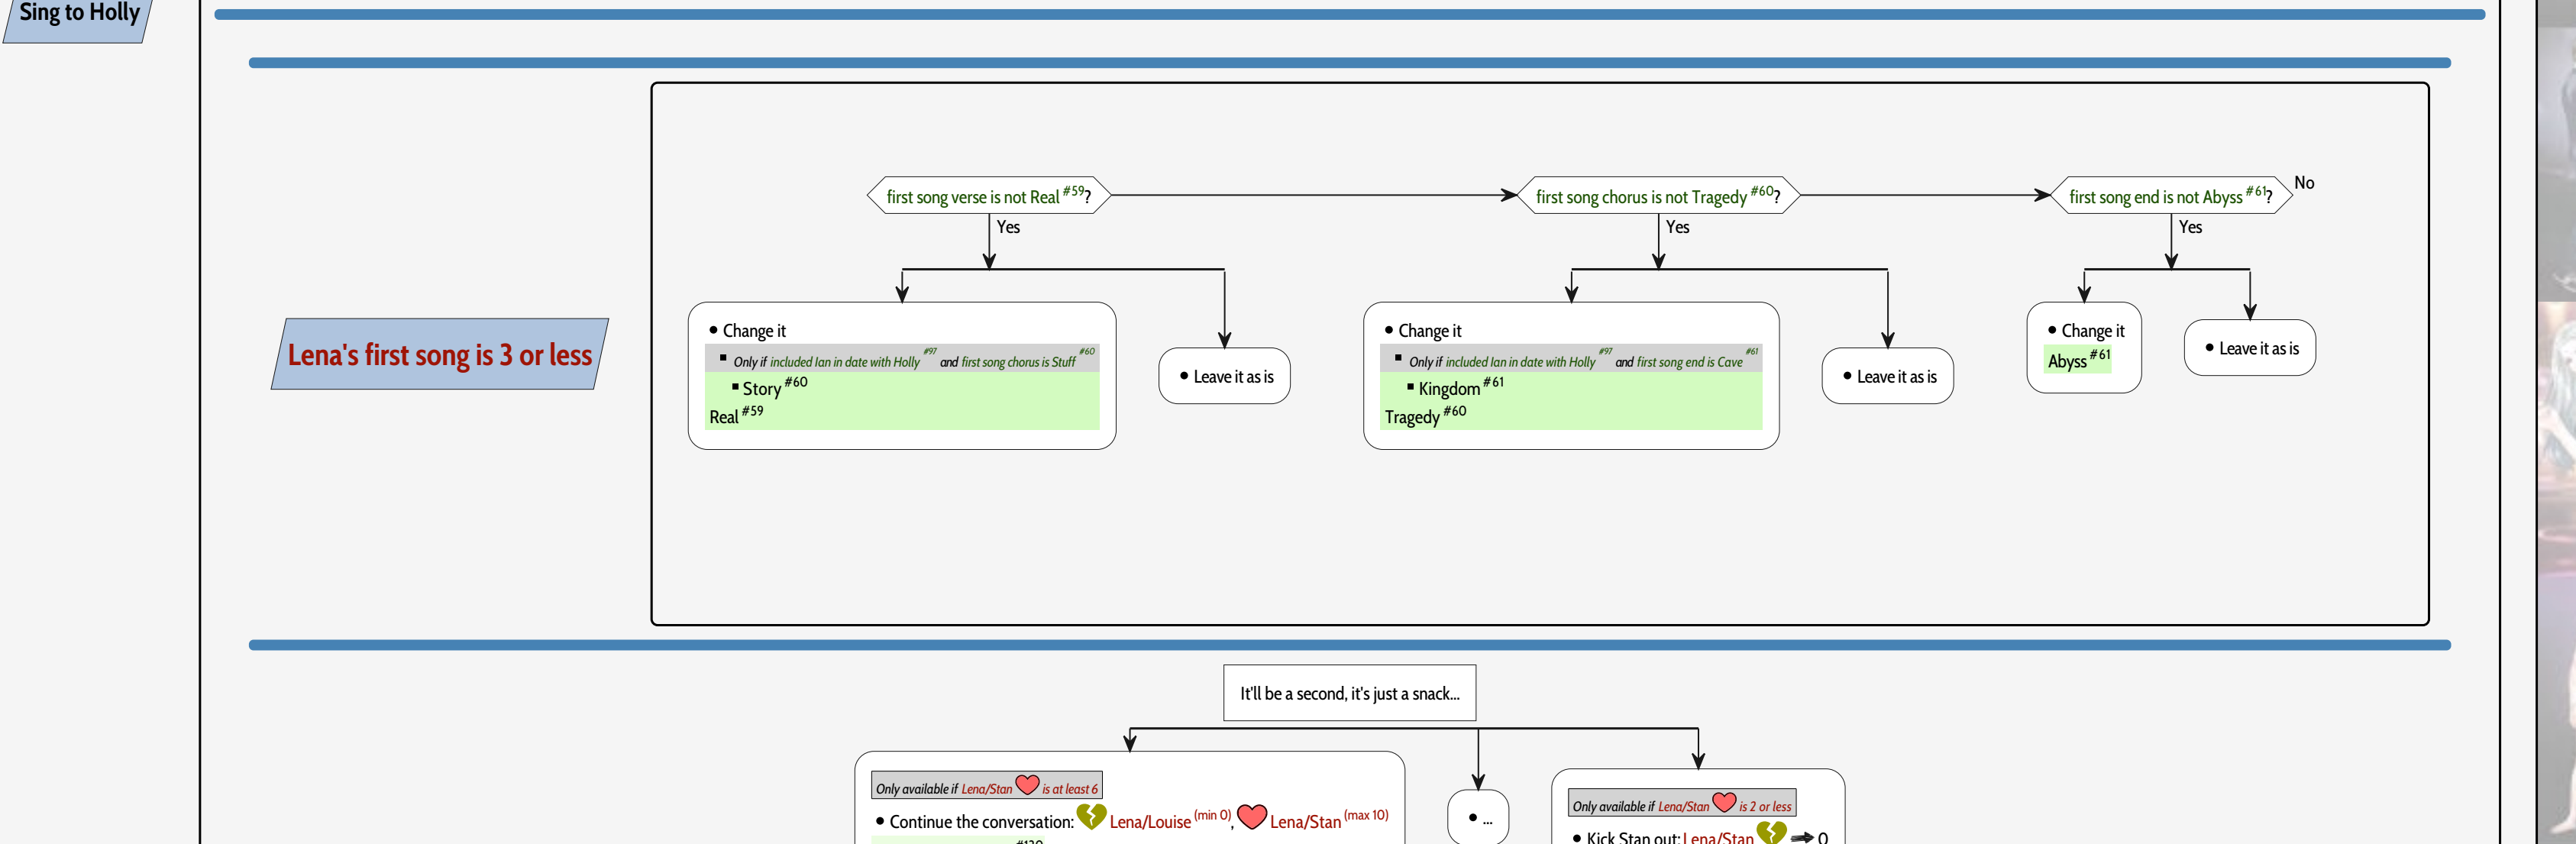 Sing to Holly
first song verse is not Real #59?
first song chorus is not Tragedy #60?
first song end is not Abyss #61?
No
Yes
Yes
Yes
Lena's first song is 3 or less
• Change it
▪ Only if included Ian in date with Holly #97 and first song chorus is Stuff #60
▪ Story #60
Real #59
• Leave it as is
• Change it
▪ Only if included Ian in date with Holly #97 and first song end is Cave #61
▪ Kingdom #61
Tragedy #60
• Leave it as is
• Change it
Abyss #61
• Leave it as is
It'll be a second, it's just a snack...
Only available if Lena/Stan is at least 6
• Continue the conversation: Lena/Louise (min 0), Lena/Stan (max 10)
• ...
Only available if Lena/Stan is 2 or less
• Kick Stan out: Lena/Stan 0